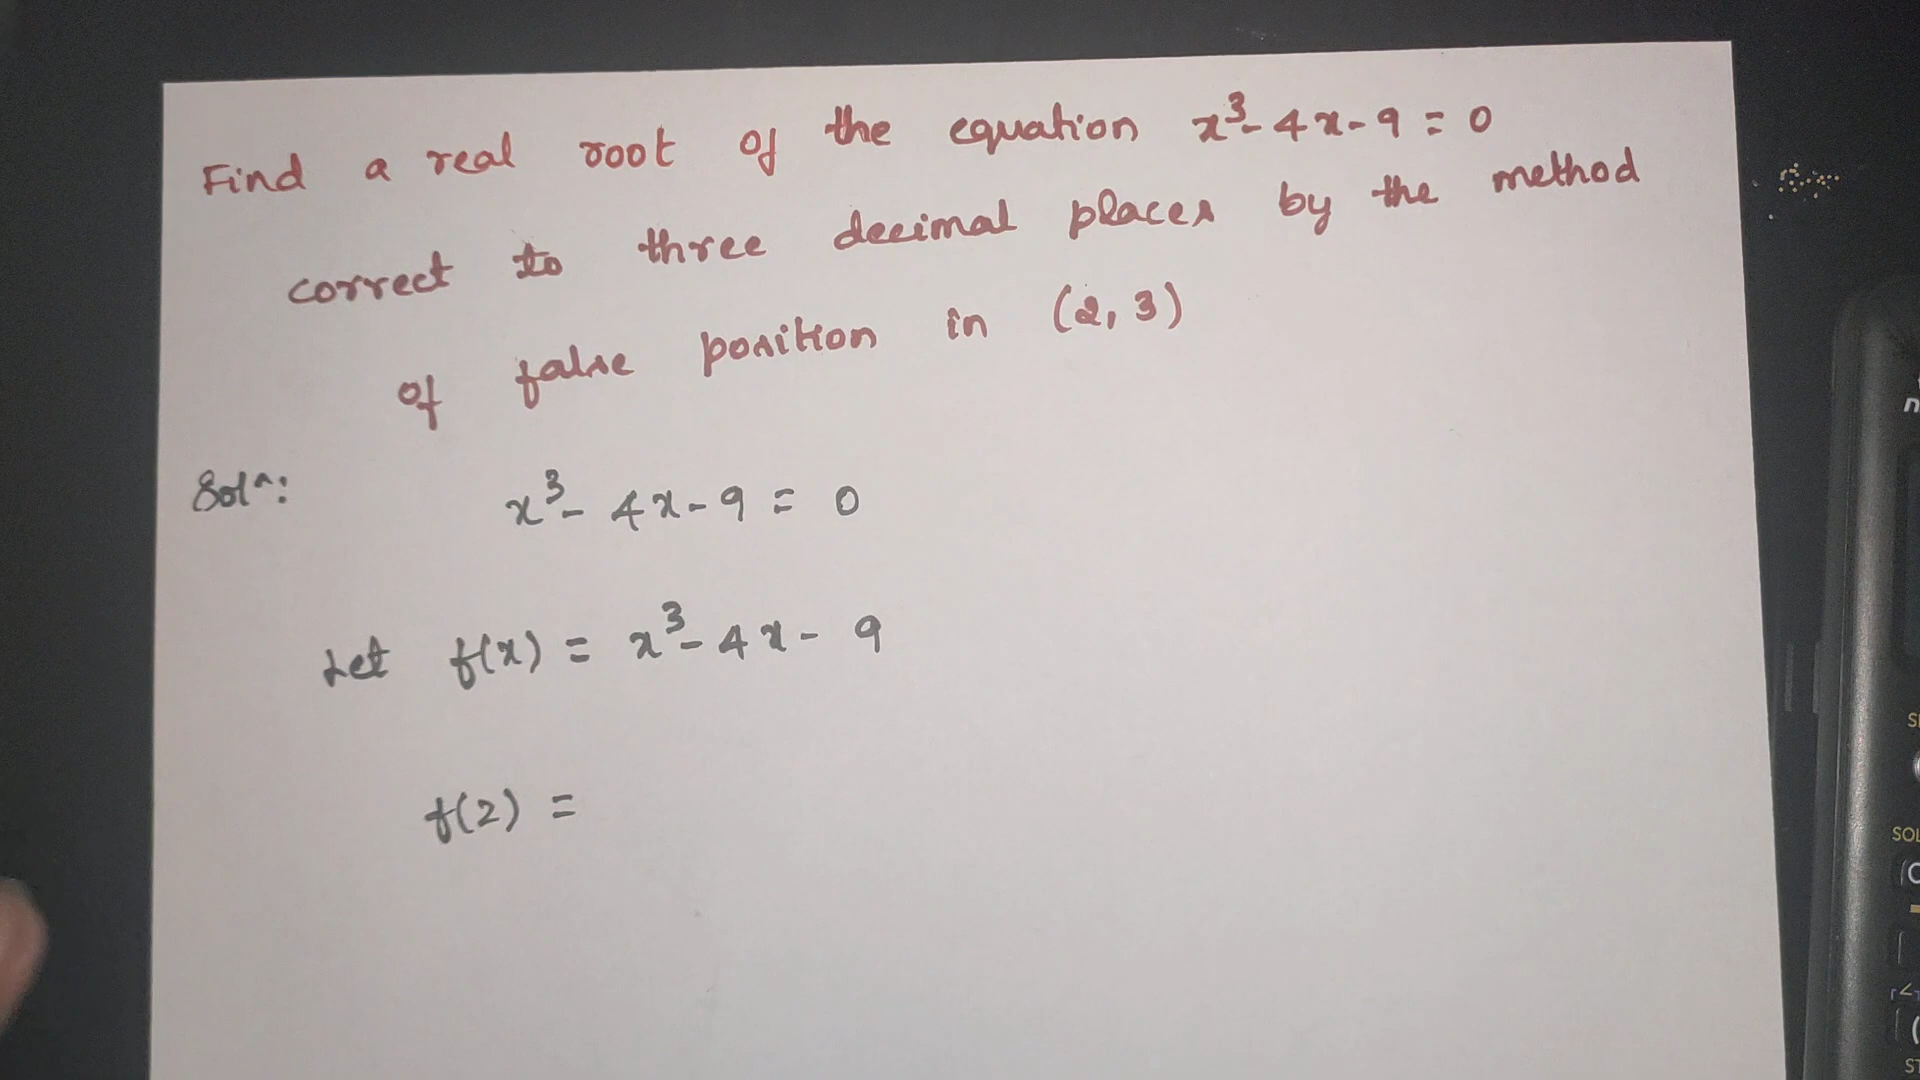 Find a real root of the equation x³- 4x-9 = 0
correct to three decimal places by the method
of false position in (2, 3)
Solⁿ: x³- 4x-9 = 0
Let f(x) = x³- 4x- 9
f(2) =
SOL